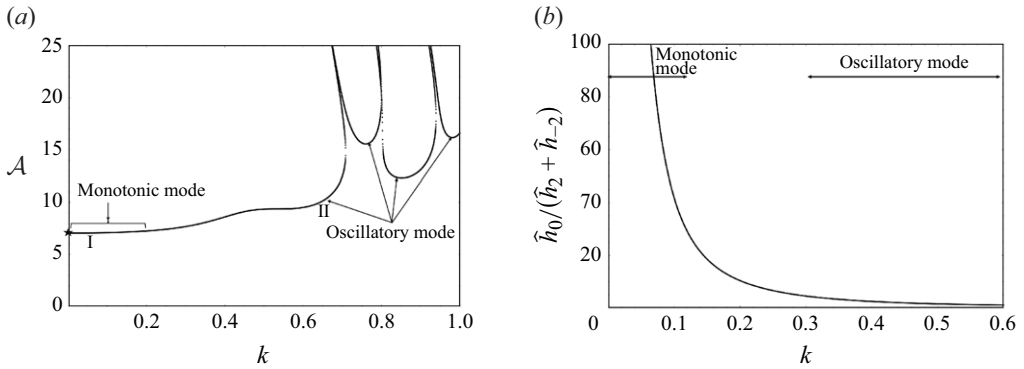 (a)
25
20
15
𝒜
10
5
0
Monotonic mode
I
II
Oscillatory mode
0.2 0.4 0.6 0.8 1.0
k
(b)
100
80
60
70
20
0
ĥ₀/(ĥ₂ + ĥ₋₂)
Monotonic
mode
Oscillatory mode
0.1 0.2 0.3 0.4 0.5 0.6
k